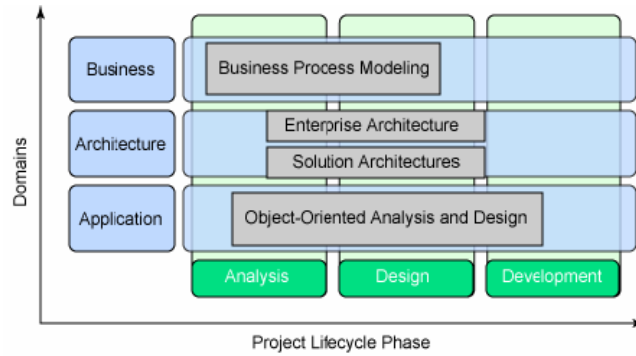 Domains
Business
Business Process Modeling
Architecture
Enterprise Architecture
Solution Architectures
Application
Object-Oriented Analysis and Design
Analysis
Design
Development
Project Lifecycle Phase